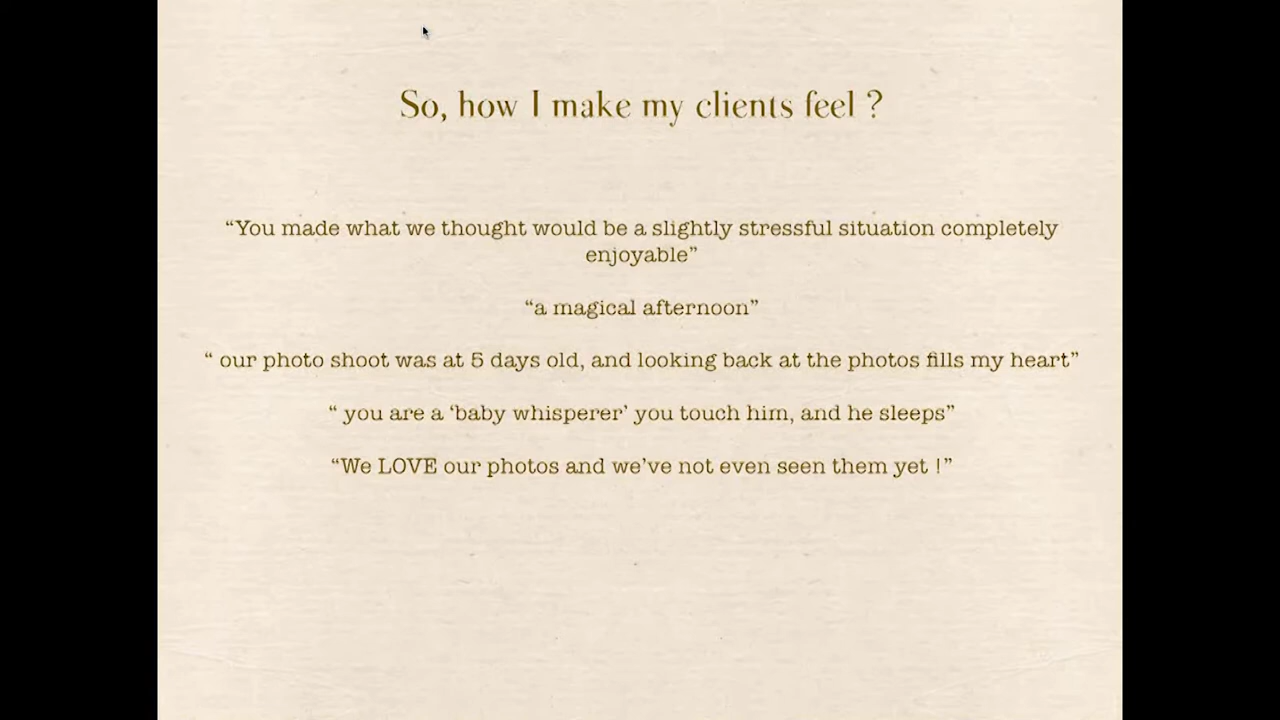 So, how I make my clients feel ?
“You made what we thought would be a slightly stressful situation completely
enjoyable”
“a magical afternoon”
“ our photo shoot was at 5 days old, and looking back at the photos fills my heart”
“ you are a ‘baby whisperer’ you touch him, and he sleeps”
“We LOVE our photos and we’ve not even seen them yet !”